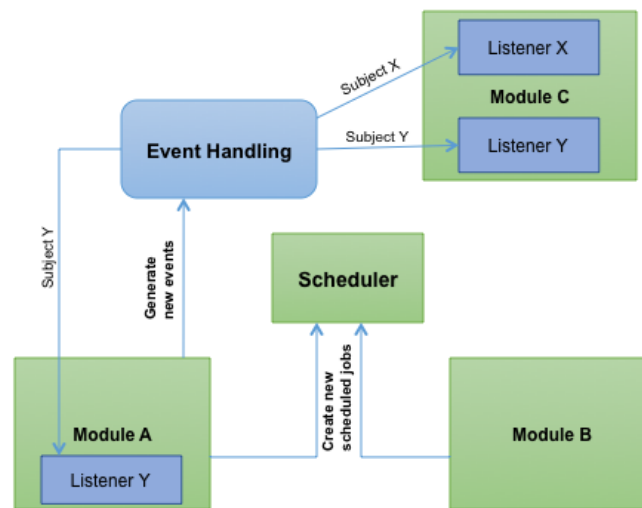 Listener X
Subject X
Module C
Event Handling
Subject Y
Listener Y
Subject Y
Generate
new events
Scheduler
Create new
scheduled jobs
Module A
Listener Y
Module B